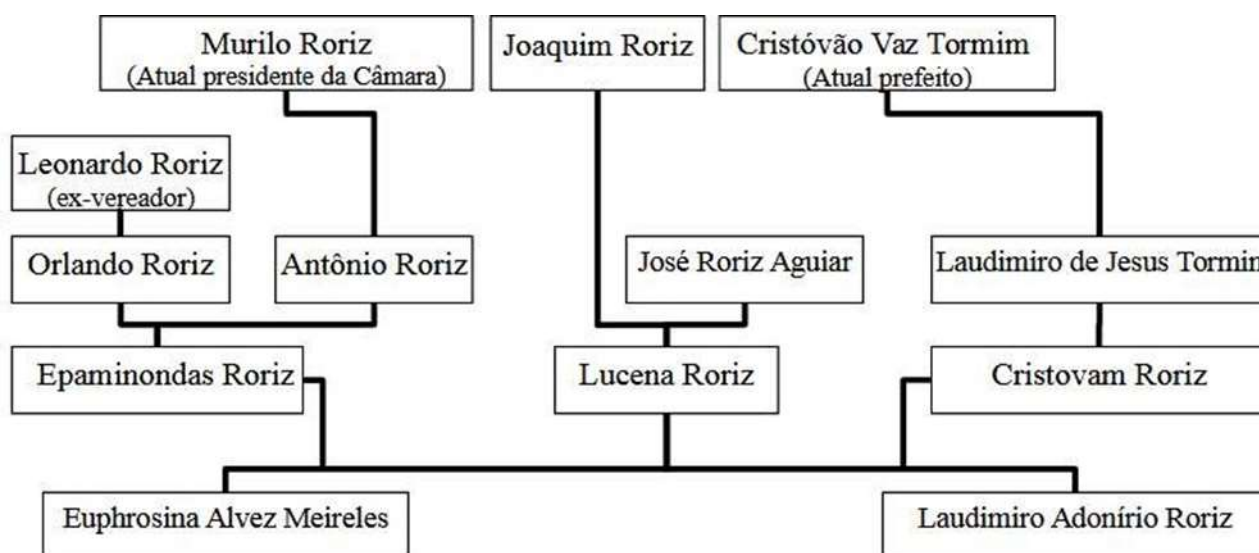 Murilo Roriz
(Atual presidente da Câmara)
Joaquim Roriz
Cristóvão Vaz Tormim
(Atual prefeito)
Leonardo Roriz
(ex-vereador)
Orlando Roriz
Antônio Roriz
José Roriz Aguiar
Laudimiro de Jesus Tormin
Epaminondas Roriz
Lucena Roriz
Cristovam Roriz
Euphrosina Alvez Meireles
Laudimiro Adonírio Roriz